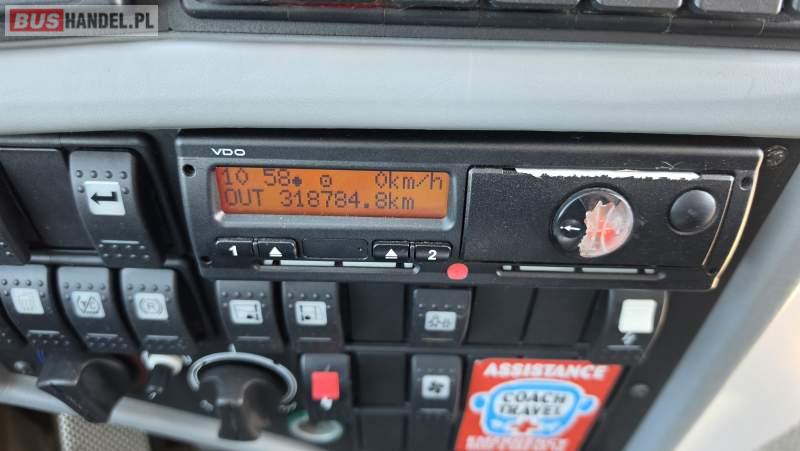 BUSHANDEL.PL
VDO
10 58 0km/h
OUT 318784.8km
1 2
ASSISTANCE
COACH
TRAVEL